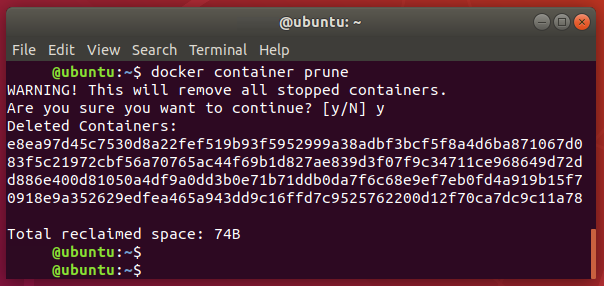 @ubuntu: ~
File Edit View Search Terminal Help
@ubuntu:~$ docker container prune
WARNING! This will remove all stopped containers.
Are you sure you want to continue? [y/N] y
Deleted Containers:
e8ea97d45c7530d8a22fef519b93f5952999a38adbf3bcf5f8a4d6ba871067d0
83f5c21972cbf56a70765ac44f69b1d827ae839d3f07f9c34711ce968649d72d
d886e400d81050a4df9a0dd3b0e71b71ddb0da7f6c68e9ef7eb0fd4a919b15f7
0918e9a352629edfea465a943dd9c16ffd7c9525762200d12f70ca7dc9c11a78
Total reclaimed space: 74B
@ubuntu:~$
@ubuntu:~$